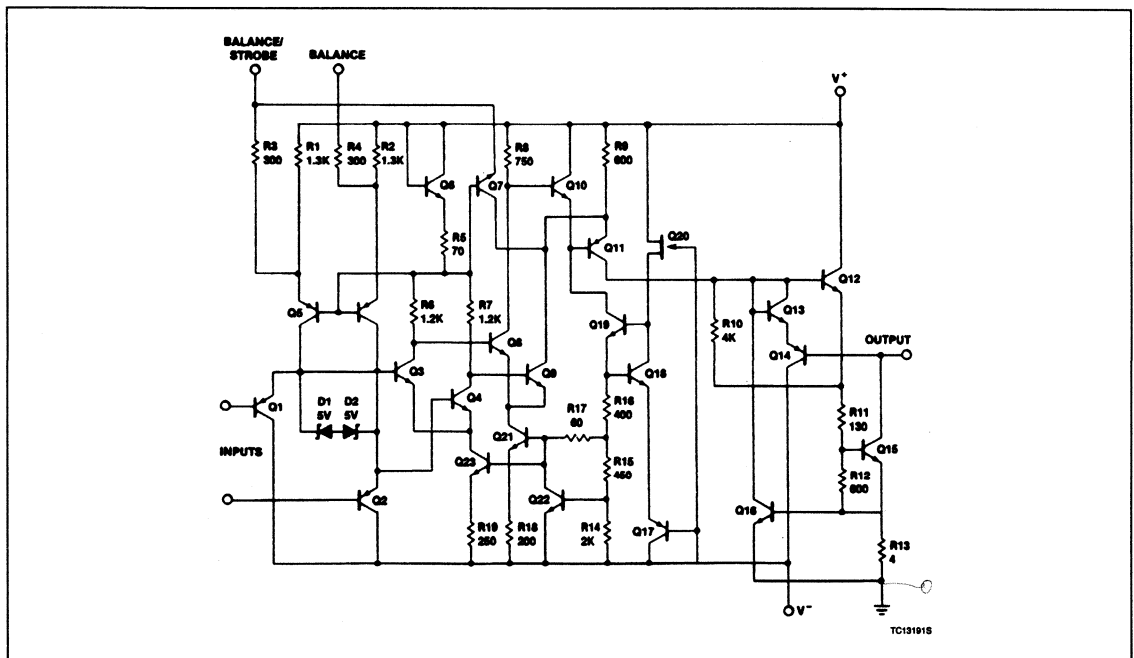 BALANCE/
STROBE
BALANCE
V+
R3
300
R1
1.3K
R4
300
R2
1.3K
R8
750
R9
600
Q6
Q7
Q10
R5
70
Q11
Q20
Q12
Q5
R6
1.2K
R7
1.2K
Q19
R10
4K
Q13
Q14
OUTPUT
Q8
Q3
Q9
Q18
Q1
D1
5V
D2
5V
Q4
R17
60
R16
400
R11
130
Q15
INPUTS
Q21
Q23
R15
450
R12
600
Q2
Q22
Q16
R19
250
R18
200
R14
2K
Q17
R13
4
V-
TC13191S